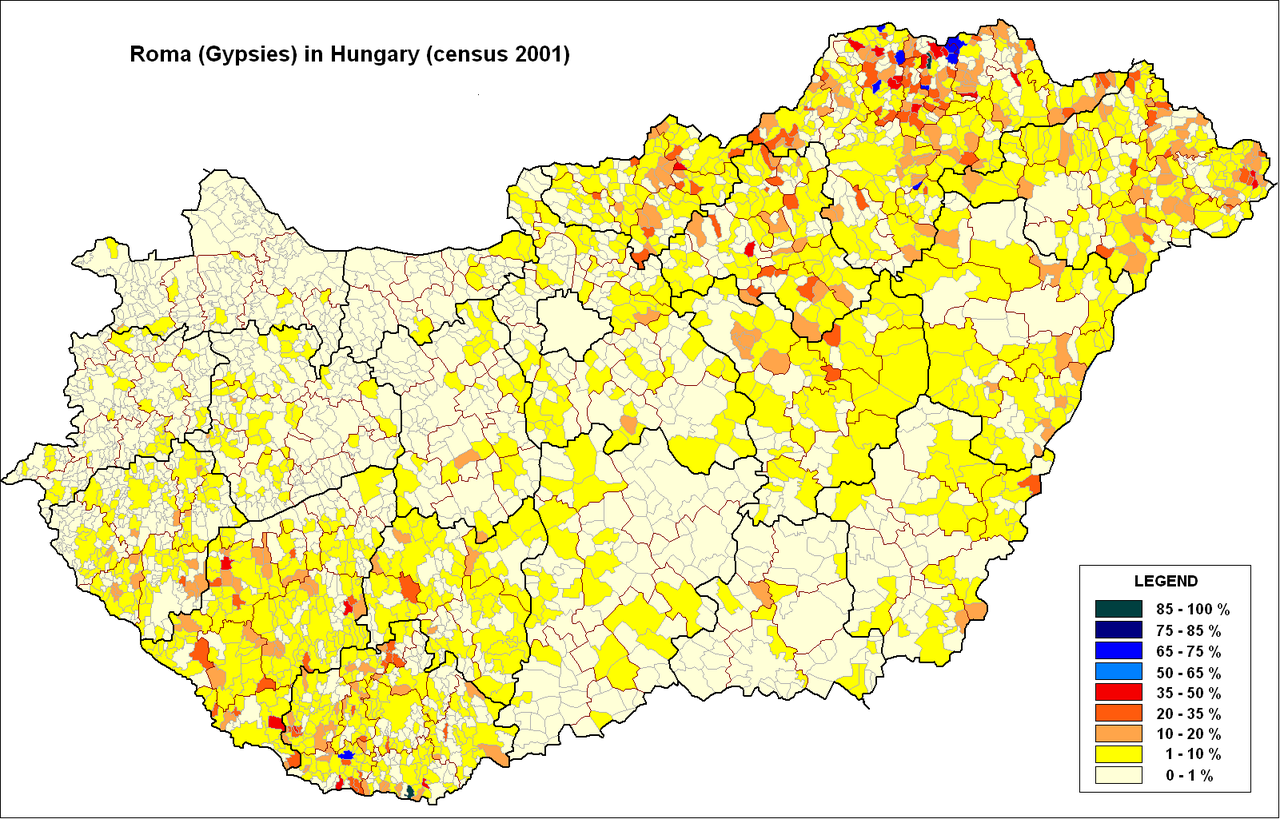 Roma (Gypsies) in Hungary (census 2001)
LEGEND
85 - 100 %
75 - 85 %
65 - 75 %
50 - 65 %
35 - 50 %
20 - 35 %
10 - 20 %
1 - 10 %
0 - 1 %